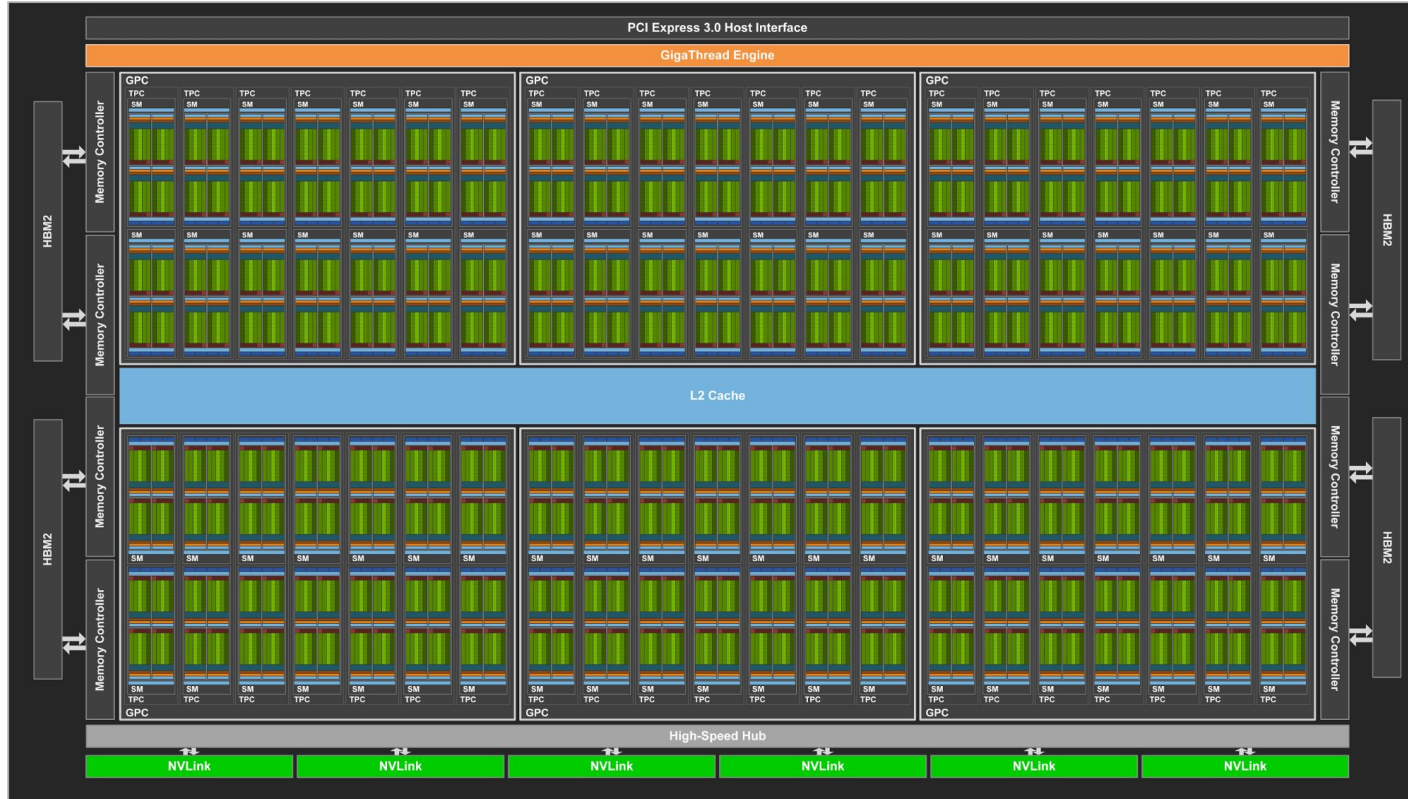 PCI Express 3.0 Host Interface
GigaThread Engine
HBM2
HBM2
Memory Controller
Memory Controller
Memory Controller
Memory Controller
GPC
TPC TPC TPC TPC TPC TPC TPC
SM SM SM SM SM SM SM
SM SM SM SM SM SM SM
GPC
TPC TPC TPC TPC TPC TPC TPC
SM SM SM SM SM SM SM
SM SM SM SM SM SM SM
GPC
TPC TPC TPC TPC TPC TPC TPC
SM SM SM SM SM SM SM
SM SM SM SM SM SM SM
L2 Cache
SM SM SM SM SM SM SM
SM SM SM SM SM SM SM
TPC TPC TPC TPC TPC TPC TPC
GPC
SM SM SM SM SM SM SM
SM SM SM SM SM SM SM
TPC TPC TPC TPC TPC TPC TPC
GPC
SM SM SM SM SM SM SM
SM SM SM SM SM SM SM
TPC TPC TPC TPC TPC TPC TPC
GPC
Memory Controller
Memory Controller
Memory Controller
Memory Controller
HBM2
HBM2
High-Speed Hub
NVLink NVLink NVLink NVLink NVLink NVLink